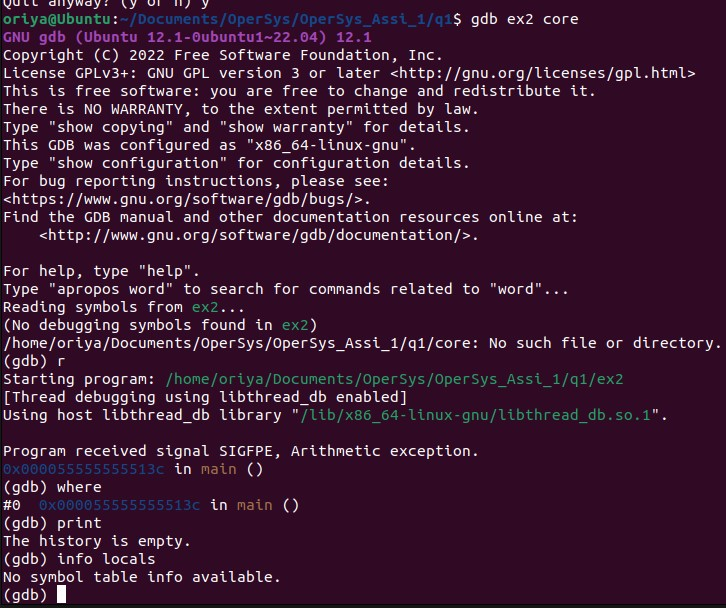 Quit anyway? (y or n) y
oriya@Ubuntu:~/Documents/OperSys/OperSys_Assi_1/q1$ gdb ex2 core
GNU gdb (Ubuntu 12.1-0ubuntu1~22.04) 12.1
Copyright (C) 2022 Free Software Foundation, Inc.
License GPLv3+: GNU GPL version 3 or later <http://gnu.org/licenses/gpl.html>
This is free software: you are free to change and redistribute it.
There is NO WARRANTY, to the extent permitted by law.
Type "show copying" and "show warranty" for details.
This GDB was configured as "x86_64-linux-gnu".
Type "show configuration" for configuration details.
For bug reporting instructions, please see:
<https://www.gnu.org/software/gdb/bugs/>.
Find the GDB manual and other documentation resources online at:
    <http://www.gnu.org/software/gdb/documentation/>.

For help, type "help".
Type "apropos word" to search for commands related to "word"...
Reading symbols from ex2...
(No debugging symbols found in ex2)
/home/oriya/Documents/OperSys/OperSys_Assi_1/q1/core: No such file or directory.
(gdb) r
Starting program: /home/oriya/Documents/OperSys/OperSys_Assi_1/q1/ex2
[Thread debugging using libthread_db enabled]
Using host libthread_db library "/lib/x86_64-linux-gnu/libthread_db.so.1".

Program received signal SIGFPE, Arithmetic exception.
0x000055555555513c in main ()
(gdb) where
#0  0x000055555555513c in main ()
(gdb) print
The history is empty.
(gdb) info locals
No symbol table info available.
(gdb)